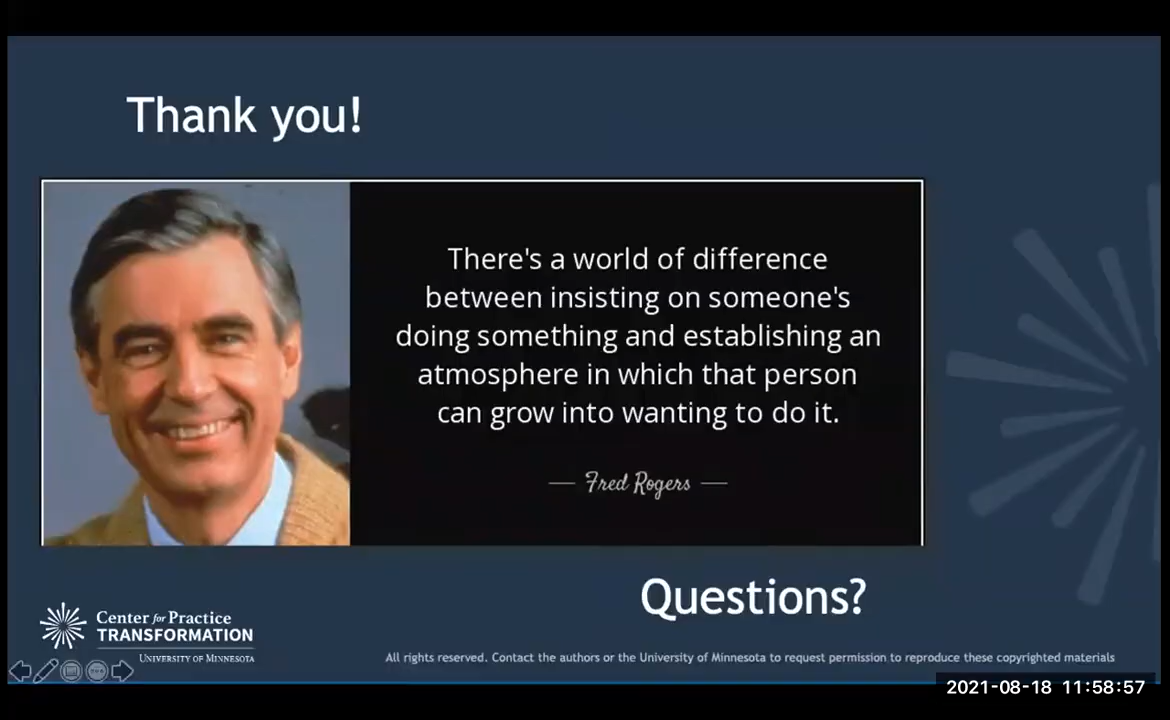 Thank you!
There's a world of difference
between insisting on someone's
doing something and establishing an
atmosphere in which that person
can grow into wanting to do it.
— Fred Rogers —
Questions?
Center for Practice
TRANSFORMATION
UNIVERSITY OF MINNESOTA
All rights reserved. Contact the authors or the University of Minnesota to request permission to reproduce these copyrighted materials
2021-08-18 11:58:57